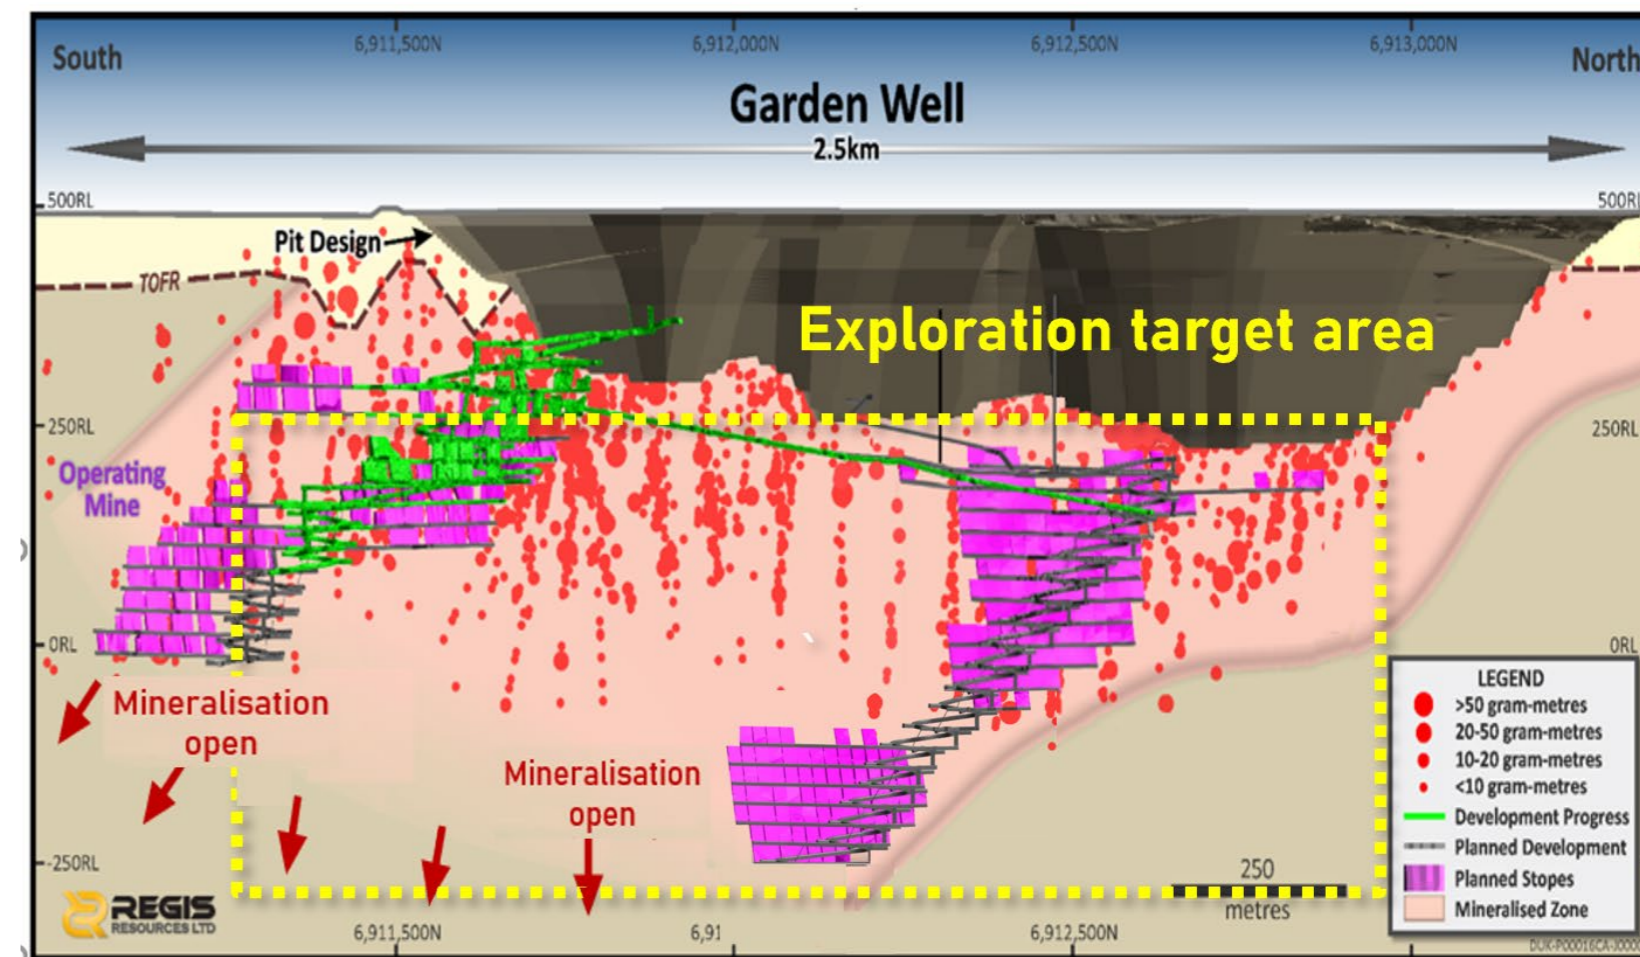 6,911,500N
6,912,000N
6,912,500N
6,913,000N
South
North
Garden Well
2.5km
500RL
500RL
Pit Design
TOFR
Exploration target area
250RL
250RL
Operating
Mine
0RL
0RL
Mineralisation
open
Mineralisation
open
-250RL
250
metres
LEGEND
>50 gram-metres
20-50 gram-metres
10-20 gram-metres
<10 gram-metres
Development Progress
Planned Development
Planned Stopes
Mineralised Zone
REGIS
RESOURCES LTD
6,911,500N
6,91
6,912,500N